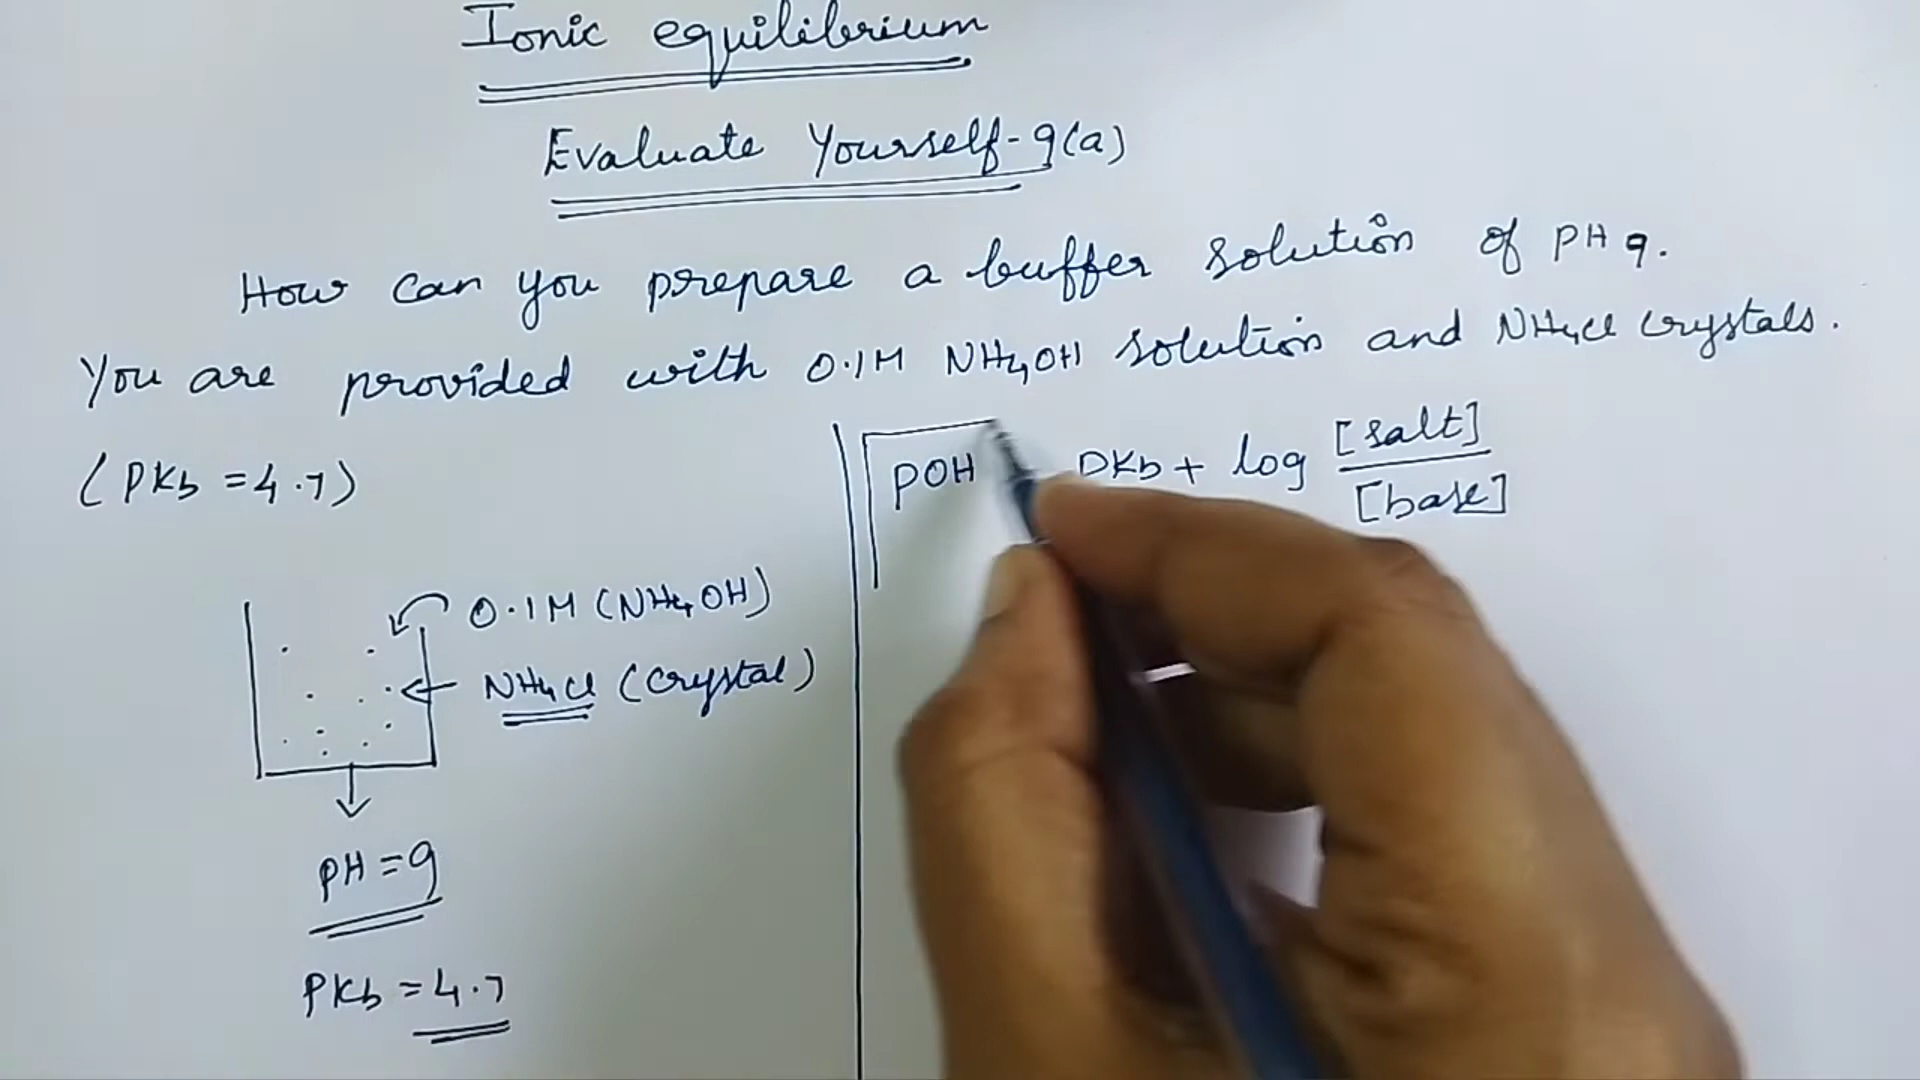 Ionic equilibrium
Evaluate Yourself-9(a)
How can you prepare a buffer solution of PH 9.
You are provided with 0.1M NH4OH solution and NH4Cl crystals.
(PKb = 4.7)
POH PKb + log [salt]
[base]
0.1M (NH4OH)
NH4Cl (crystal)
PH = 9
PKb = 4.7